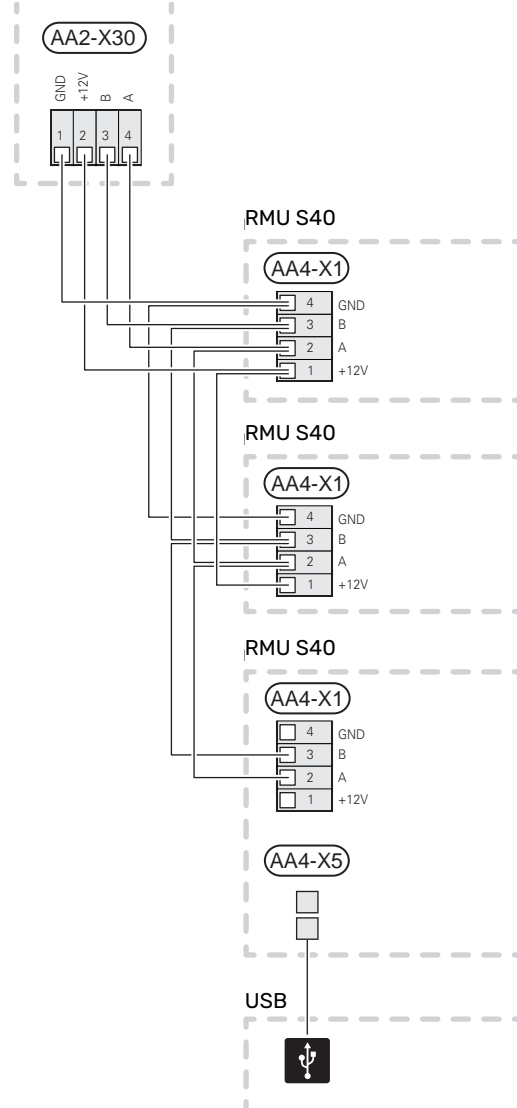 AA2-X30
GND +12V B A
1 2 3 4
RMU S40
AA4-X1
4 GND
3 B
2 A
1 +12V
RMU S40
AA4-X1
4 GND
3 B
2 A
1 +12V
RMU S40
AA4-X1
4 GND
3 B
2 A
1 +12V
AA4-X5
USB